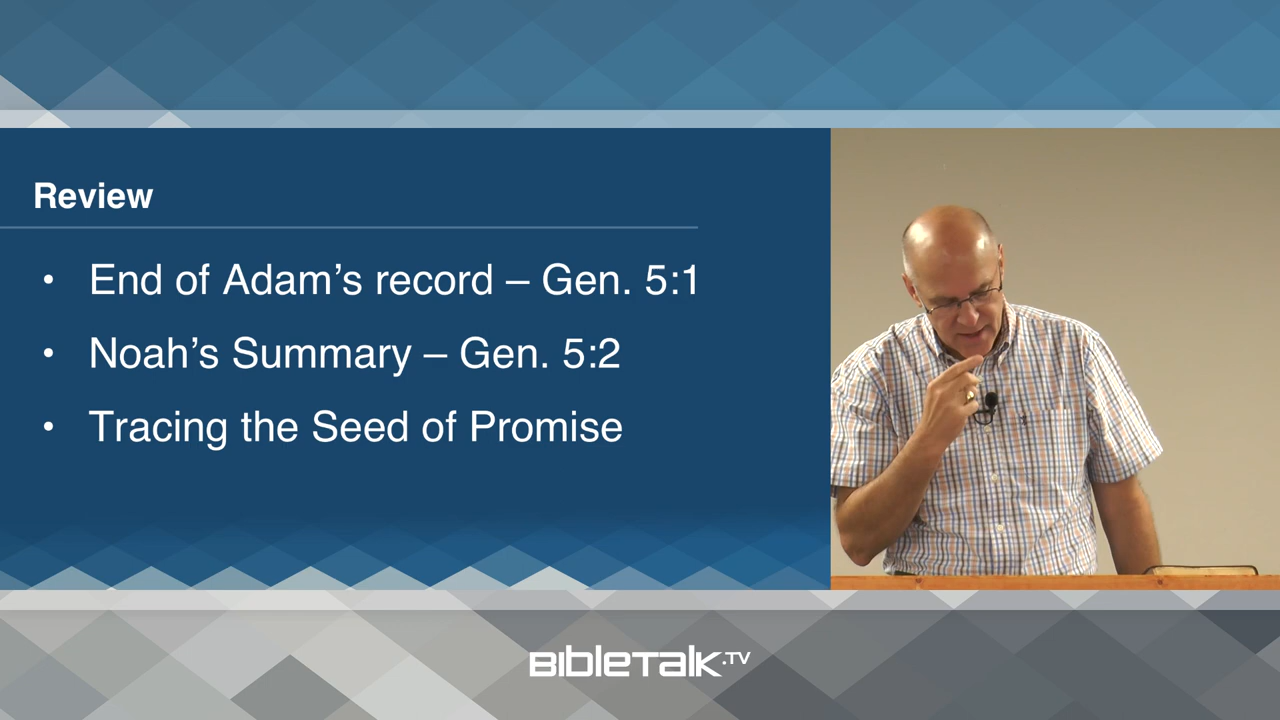 Review
• End of Adam’s record – Gen. 5:1
• Noah’s Summary – Gen. 5:2
• Tracing the Seed of Promise
BIBLETALK.TV